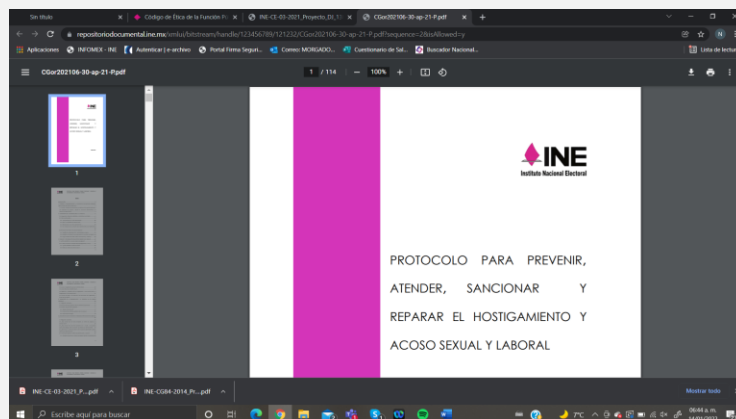 Sin título
Código de Ética de la Función P
INE-CE-03-2021_Proyecto_DI_1
CGor202106-30-ap-21-P.pdf
repositoriodocumental.ine.mx/xmlui/bitstream/handle/123456789/121232/CGor202106-30-ap-21-P.pdf?sequence=2&isAllowed=y
Aplicaciones INFOMEX - INE Autenticar | e-archivo Portal Firma Seguri... Correo MORGADO... Cuestionario de Sal... Buscador Nacional... Lista de lectura
CGor202106-30-ap-21-P.pdf 1 / 114 100%
1
2
3
INE
Instituto Nacional Electoral
PROTOCOLO PARA PREVENIR,
ATENDER, SANCIONAR Y
REPARAR EL HOSTIGAMIENTO Y
ACOSO SEXUAL Y LABORAL
INE-CE-03-2021_P....pdf INE-CG84-2014_Pr....pdf Mostrar todo
Escribe aquí para buscar 7°C 06:44 p. m.